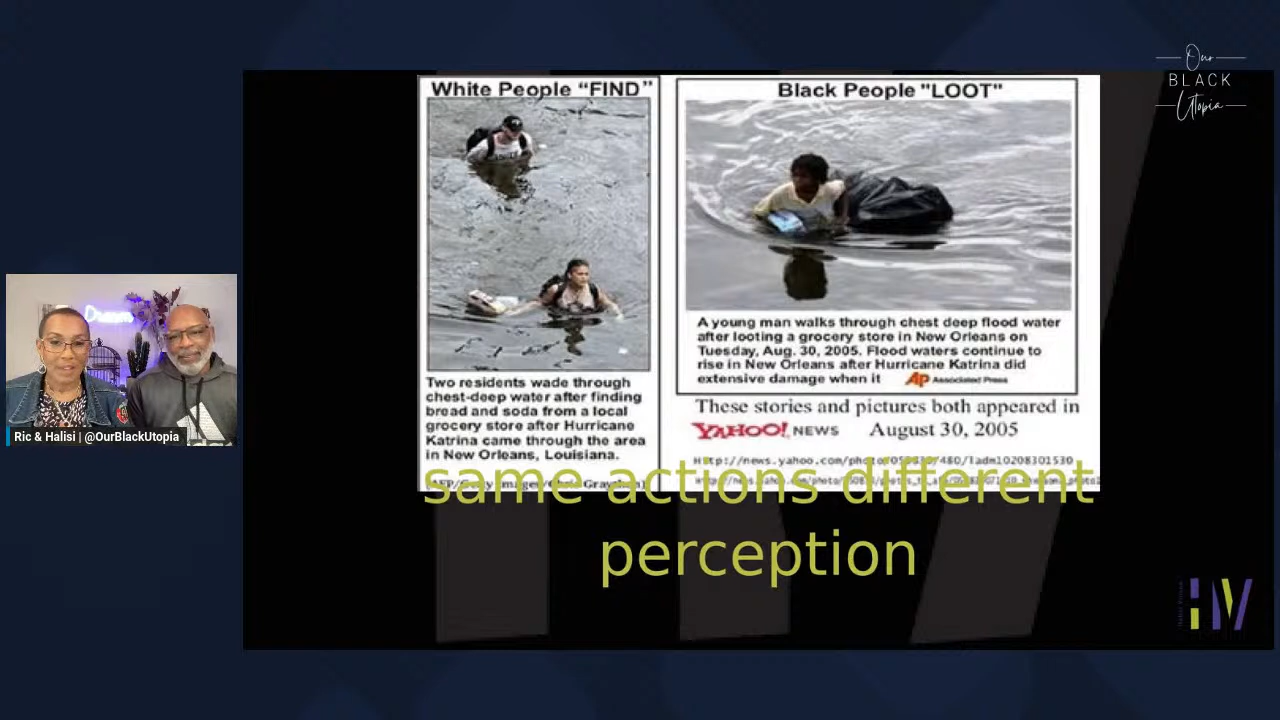 Our
BLACK
Utopia
White People “FIND”
Black People "LOOT"
Two residents wade through
chest-deep water after finding
bread and soda from a local
grocery store after Hurricane
Katrina came through the area
in New Orleans, Louisiana.
A young man walks through chest deep flood water
after looting a grocery store in New Orleans on
Tuesday, Aug. 30, 2005. Flood waters continue to
rise in New Orleans after Hurricane Katrina did
extensive damage when it AP Associated Press
These stories and pictures both appeared in
YAHOO! NEWS August 30, 2005
same actions different
perception
Dream
Ric & Halisi | @OurBlackUtopia
HV